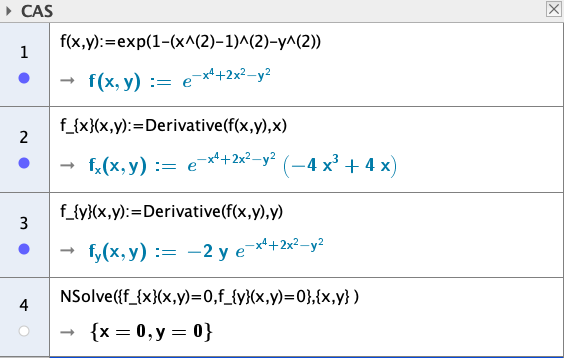 CAS
1
f(x,y):=exp(1-(x^(2)-1)^(2)-y^(2))
→ f(x, y) := e^{-x⁴+2x²-y²}
2
f_{x}(x,y):=Derivative(f(x,y),x)
→ fₓ(x, y) := e^{-x⁴+2x²-y²} (-4 x³ + 4 x)
3
f_{y}(x,y):=Derivative(f(x,y),y)
→ f_y(x, y) := -2 y e^{-x⁴+2x²-y²}
4
NSolve({f_{x}(x,y)=0,f_{y}(x,y)=0},{x,y} )
→ {x = 0, y = 0}